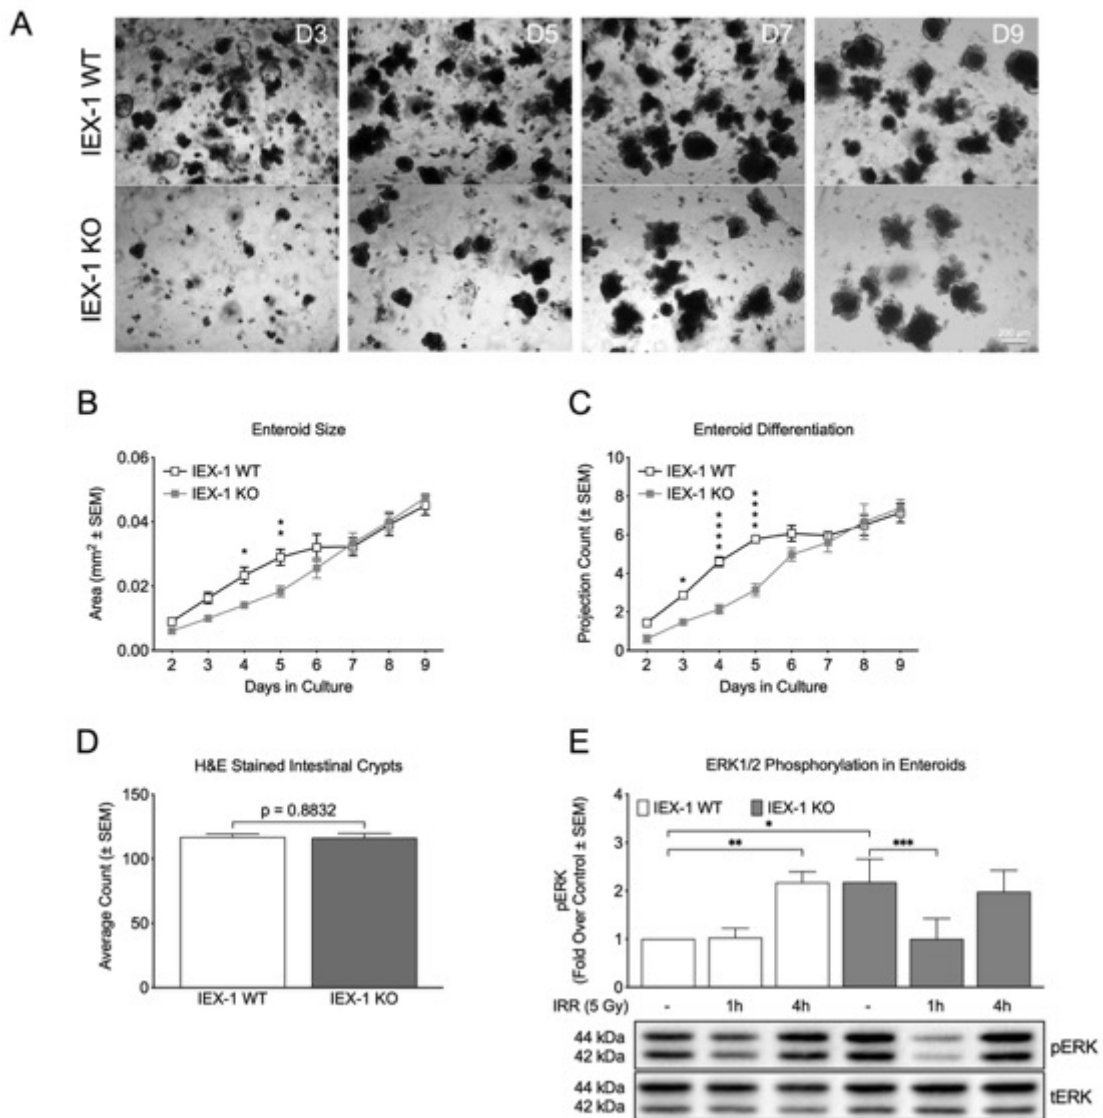 A
D3
D5
D7
D9
IEX-1 WT
IEX-1 KO
200 µm
B
Enteroid Size
0.06
0.04
0.02
0.00
Area (mm² ± SEM)
IEX-1 WT
IEX-1 KO
*
**
2 3 4 5 6 7 8 9
Days in Culture
C
Enteroid Differentiation
10
8
6
4
2
0
Projection Count (± SEM)
IEX-1 WT
IEX-1 KO
*
****
****
2 3 4 5 6 7 8 9
Days in Culture
D
H&E Stained Intestinal Crypts
150
100
50
0
Average Count (± SEM)
p = 0.8832
IEX-1 WT IEX-1 KO
E
ERK1/2 Phosphorylation in Enteroids
4
3
2
1
0
pERK
(Fold Over Control ± SEM)
IEX-1 WT IEX-1 KO
*
** ***
IRR (5 Gy) - 1h 4h - 1h 4h
44 kDa
42 kDa
pERK
44 kDa
42 kDa
tERK